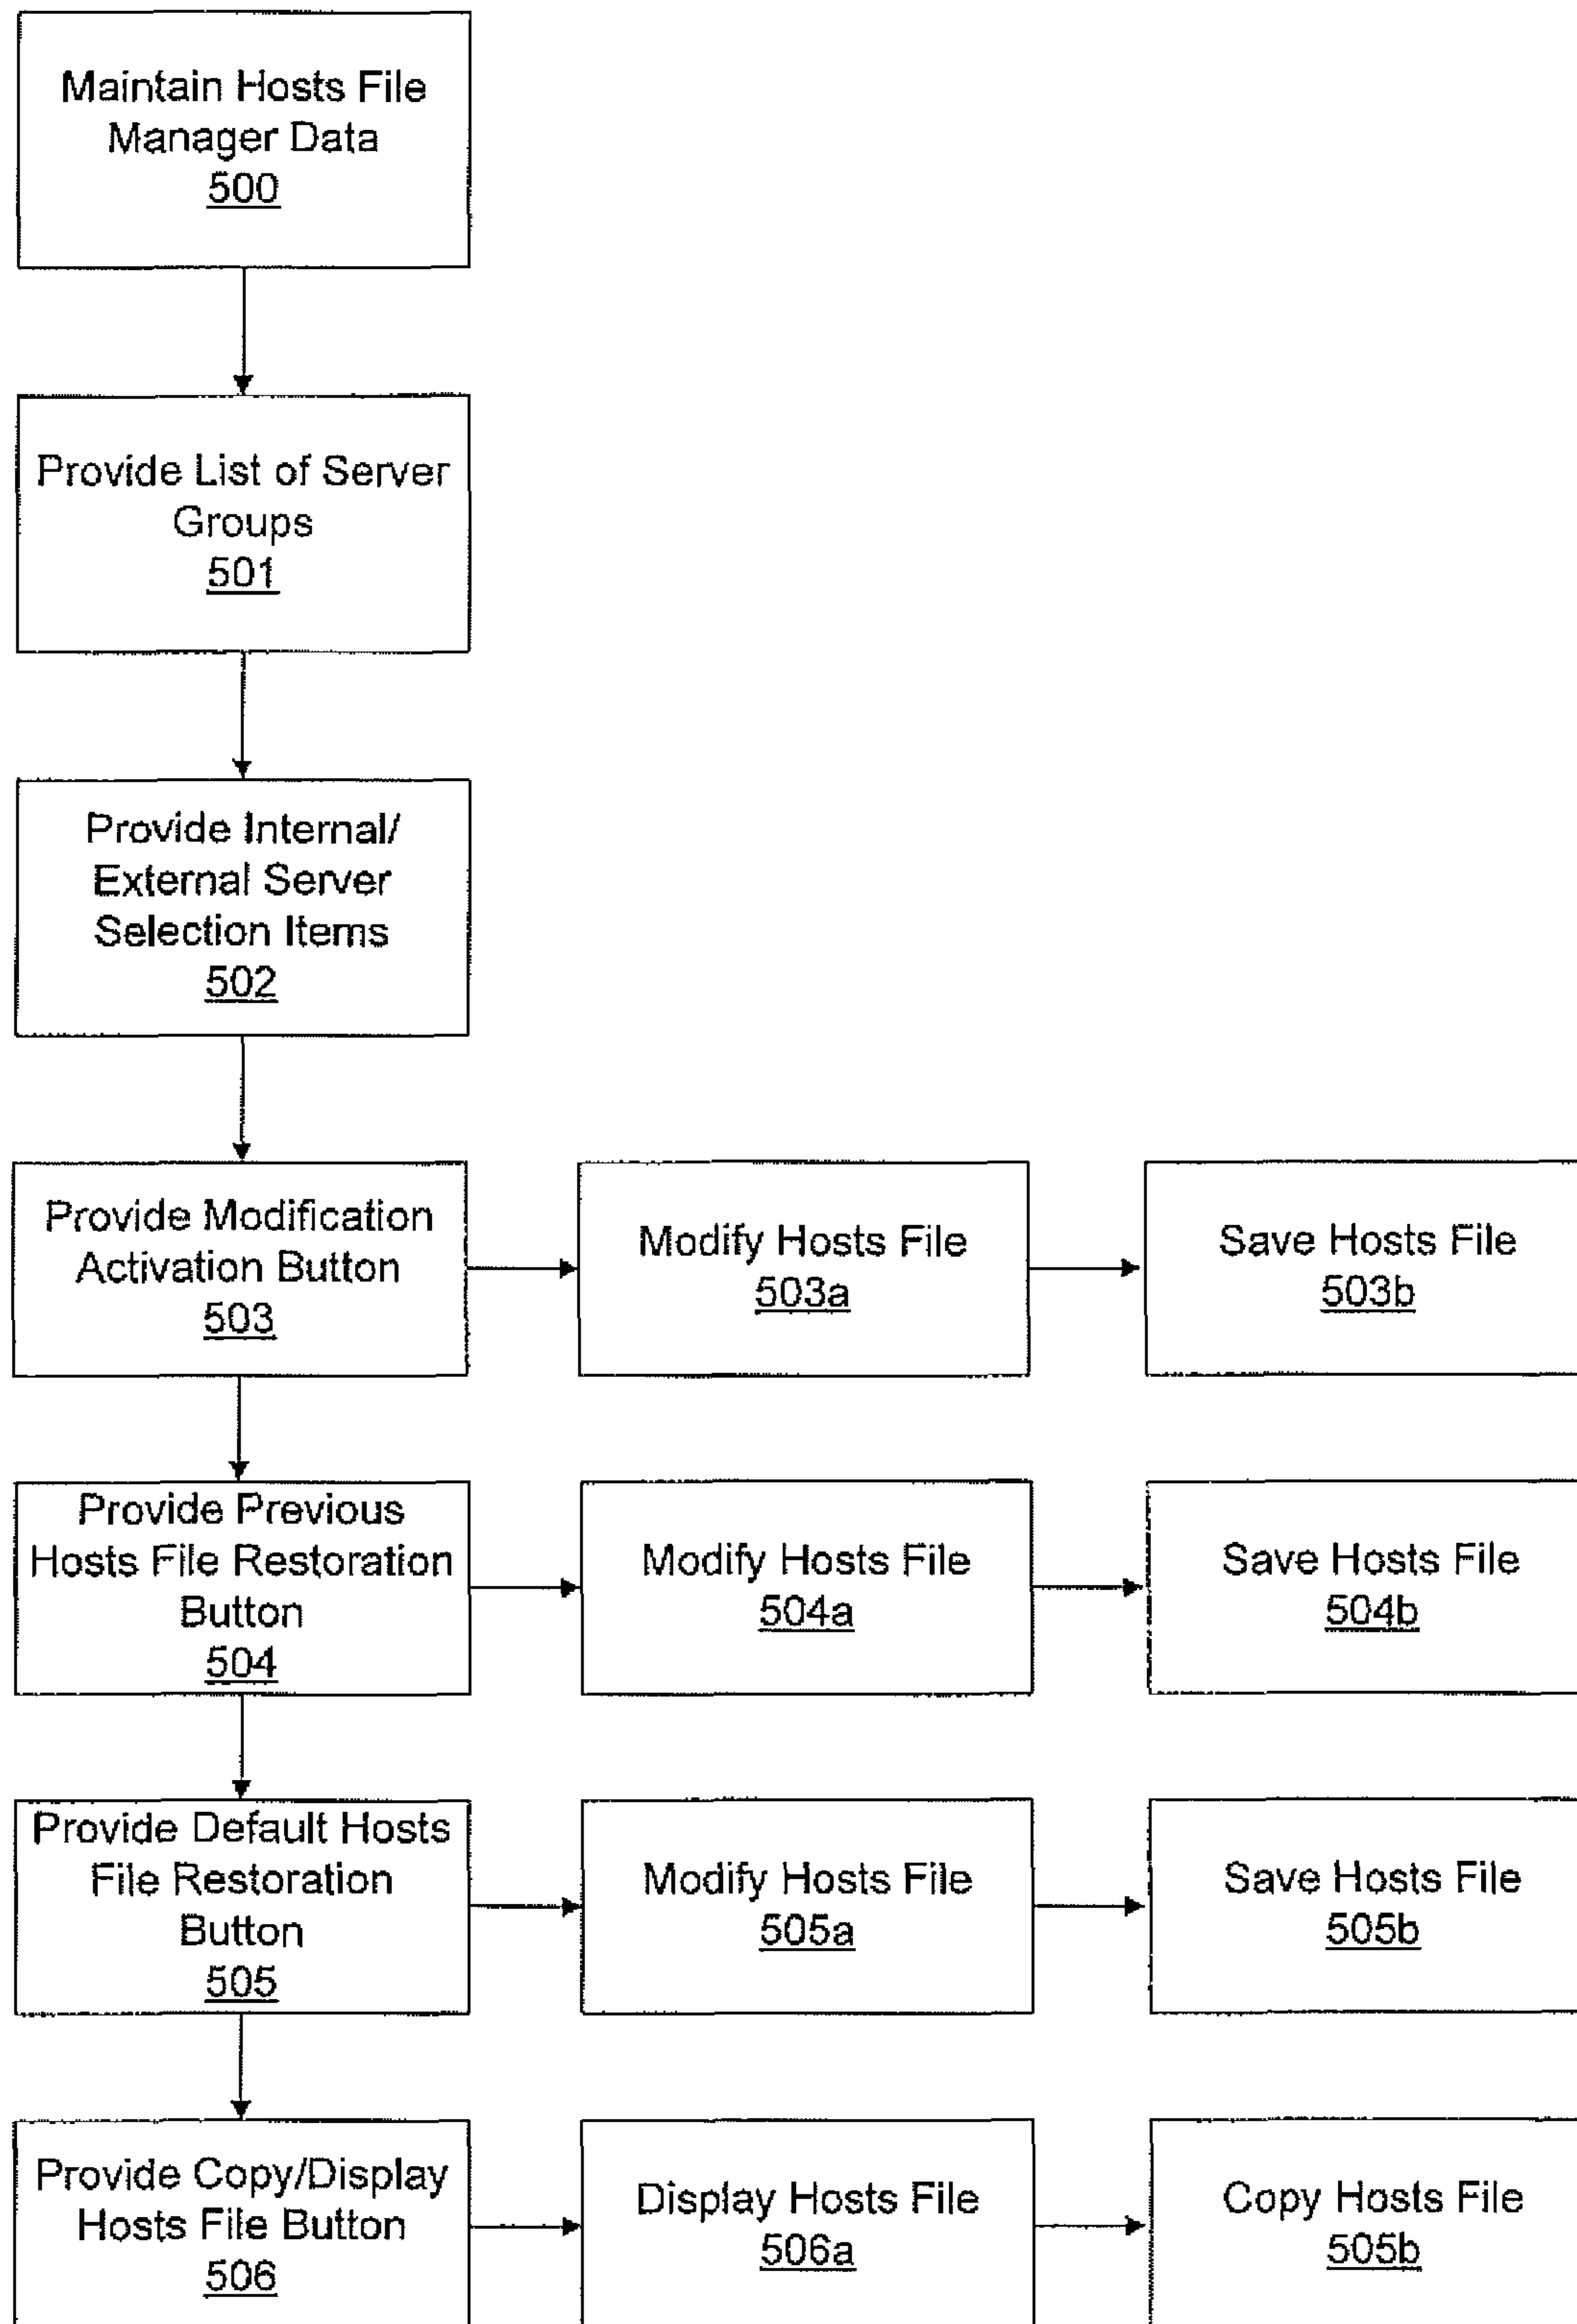 Maintain Hosts File
Manager Data
500
Provide List of Server
Groups
501
Provide Internal/
External Server
Selection Items
502
Provide Modification
Activation Button
503
Modify Hosts File
503a
Save Hosts File
503b
Provide Previous
Hosts File Restoration
Button
504
Modify Hosts File
504a
Save Hosts File
504b
Provide Default Hosts
File Restoration
Button
505
Modify Hosts File
505a
Save Hosts File
505b
Provide Copy/Display
Hosts File Button
506
Display Hosts File
506a
Copy Hosts File
505b